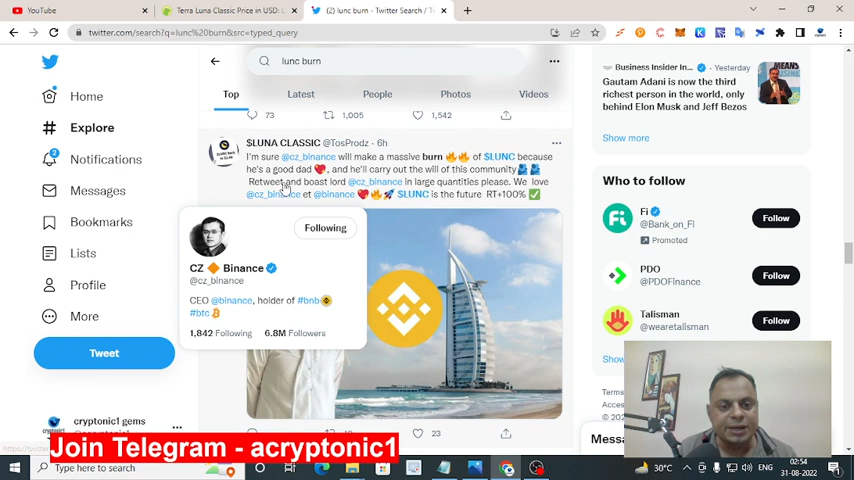 YouTube
Terra Luna Classic Price in USD: L
(2) lunc burn - Twitter Search / T
twitter.com/search?q=lunc%20burn&src=typed_query
lunc burn
Top
Latest
People
Photos
Videos
Home
Explore
2
Notifications
Messages
Bookmarks
Lists
Profile
More
Tweet
cryptonic1 gems
73
1,005
1,542
$LUNA CLASSIC @TosProdz · 6h
I'm sure @cz_binance will make a massive burn 🔥🔥 of $LUNC because
he's a good dad ❤️, and he'll carry out the will of this community🫂🫂
Retweet and boast lord @cz_binance in large quantities please. We love
@cz_binance et @binance ❤️🔥🚀 $LUNC is the future RT+100% ✅
Following
CZ 🔶 Binance
@cz_binance
CEO @binance, holder of #bnb
#btc
1,842 Following
6.8M Followers
23
Business Insider In...
· Yesterday
Gautam Adani is now the third
richest person in the world, only
behind Elon Musk and Jeff Bezos
Show more
Who to follow
Fi
@Bank_on_Fi
Promoted
Follow
PDO
@PDOFinance
Follow
Talisman
@wearetalisman
Follow
Show
Terms
Access
© 202
Messa
Join Telegram - acryptonic1
Type here to search
30°C
ENG
02:54
31-08-2022